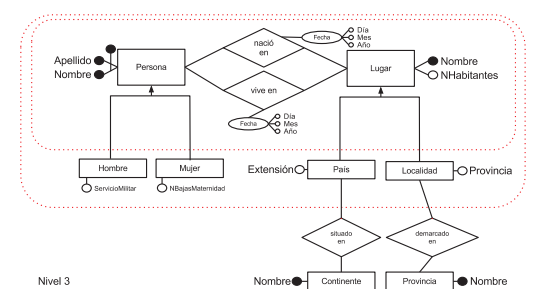 Día
nació
en
Fecha
Mes
Año
Apellido
Nombre
Persona
Lugar
Nombre
NHabitantes
vive en
Fecha
Día
Mes
Año
Hombre
Mujer
Extensión
País
Localidad
Provincia
ServicioMilitar
NBajasMaternidad
situado
en
demarcado
en
Nivel 3
Nombre
Continente
Provincia
Nombre